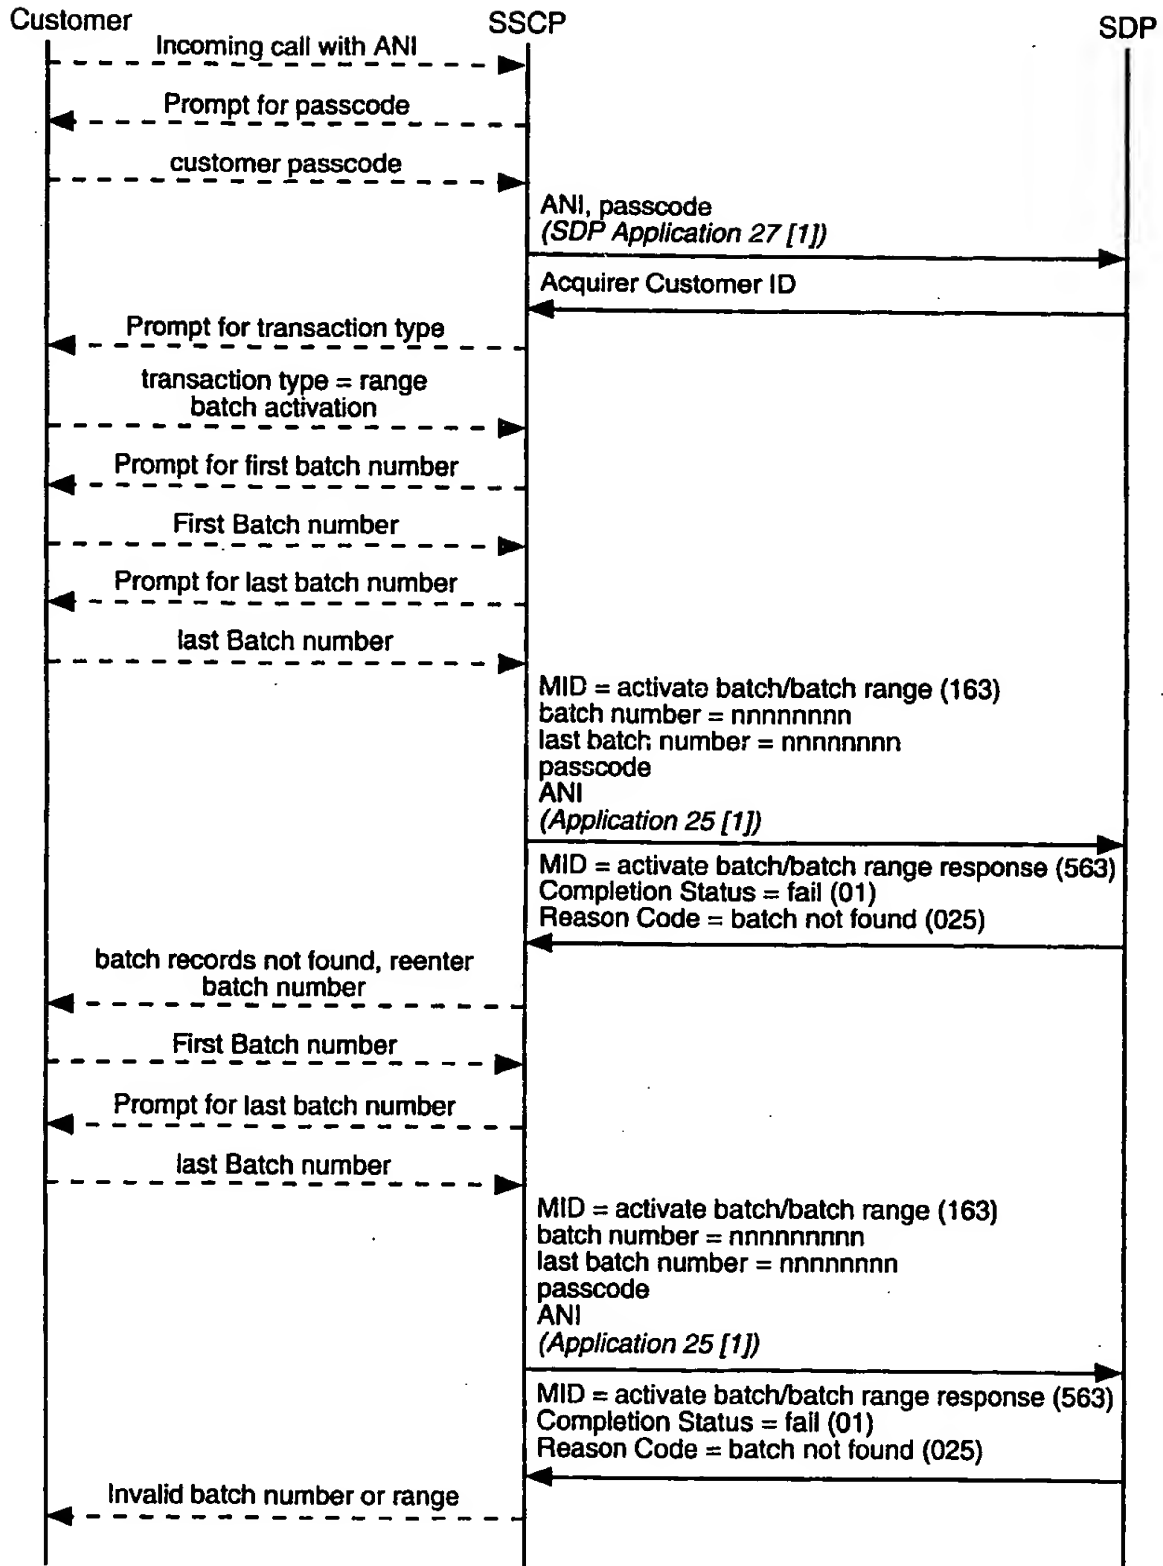 Customer
SSCP
SDP
Incoming call with ANI
Prompt for passcode
customer passcode
ANI, passcode
(SDP Application 27 [1])
Acquirer Customer ID
Prompt for transaction type
transaction type = range
batch activation
Prompt for first batch number
First Batch number
Prompt for last batch number
last Batch number
MID = activate batch/batch range (163)
batch number = nnnnnnnnn
last batch number = nnnnnnnnn
passcode
ANI
(Application 25 [1])
MID = activate batch/batch range response (563)
Completion Status = fail (01)
Reason Code = batch not found (025)
batch records not found, reenter
batch number
First Batch number
Prompt for last batch number
last Batch number
MID = activate batch/batch range (163)
batch number = nnnnnnnnnn
last batch number = nnnnnnnnn
passcode
ANI
(Application 25 [1])
MID = activate batch/batch range response (563)
Completion Status = fail (01)
Reason Code = batch not found (025)
Invalid batch number or range